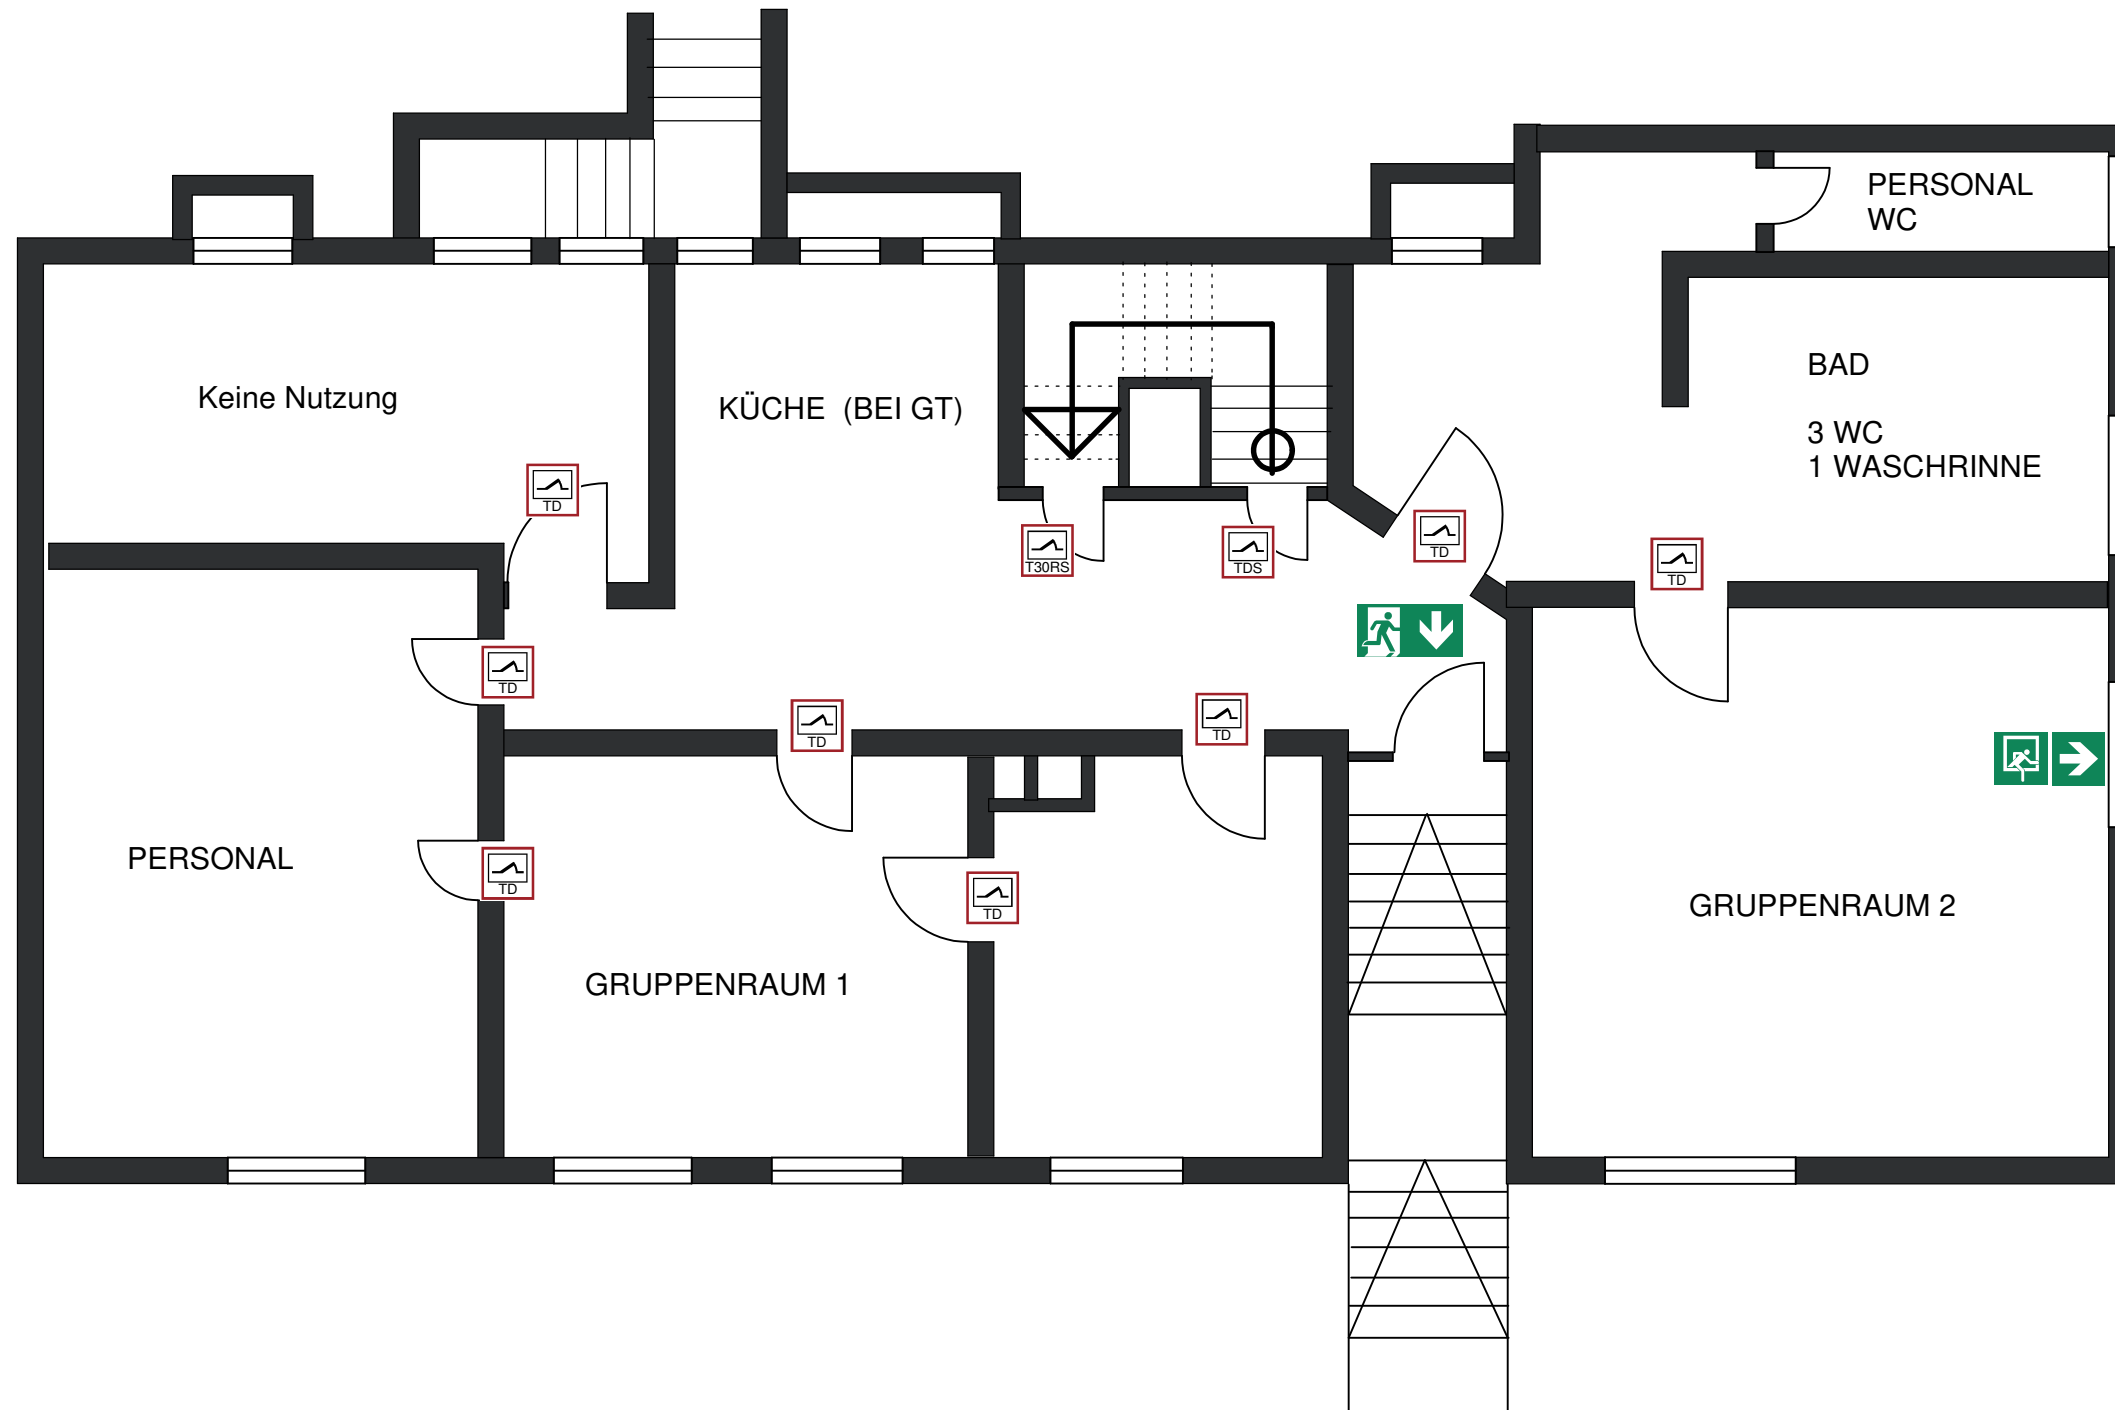 PERSONAL
WC
BAD
3 WC
1 WASCHRINNE
Keine Nutzung
KÜCHE (BEI GT)
TD
T30RS
TDS
TD
TD
TD
TD
TD
TD
TD
PERSONAL
GRUPPENRAUM 1
GRUPPENRAUM 2